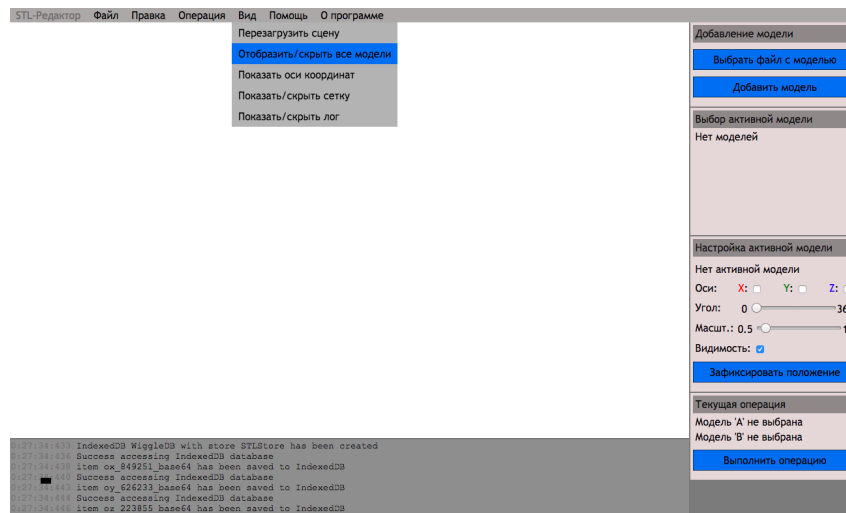 STL-Редактор Файл Правка Операция Вид Помощь О программе
Перезагрузить сцену
Отобразить/скрыть все модели
Показать оси координат
Показать/скрыть сетку
Показать/скрыть лог
Добавление модели
Выбрать файл с моделью
Добавить модель
Выбор активной модели
Нет моделей
Настройка активной модели
Нет активной модели
Оси: X: Y: Z:
Угол: 0 36
Масшт.: 0.5 1
Видимость:
Зафиксировать положение
Текущая операция
Модель 'A' не выбрана
Модель 'B' не выбрана
Выполнить операцию
0:27:34:433 IndexedDB WiggleDB with store STLStore has been created
0:27:34:436 Success accessing IndexedDB database
0:27:34:438 item ox_849251_base64 has been saved to IndexedDB
:440 Success accessing IndexedDB database
:443 item oy_626233_base64 has been saved to IndexedDB
0:27:34:444 Success accessing IndexedDB database
0:27:34:446 item oz_223855_base64 has been saved to IndexedDB